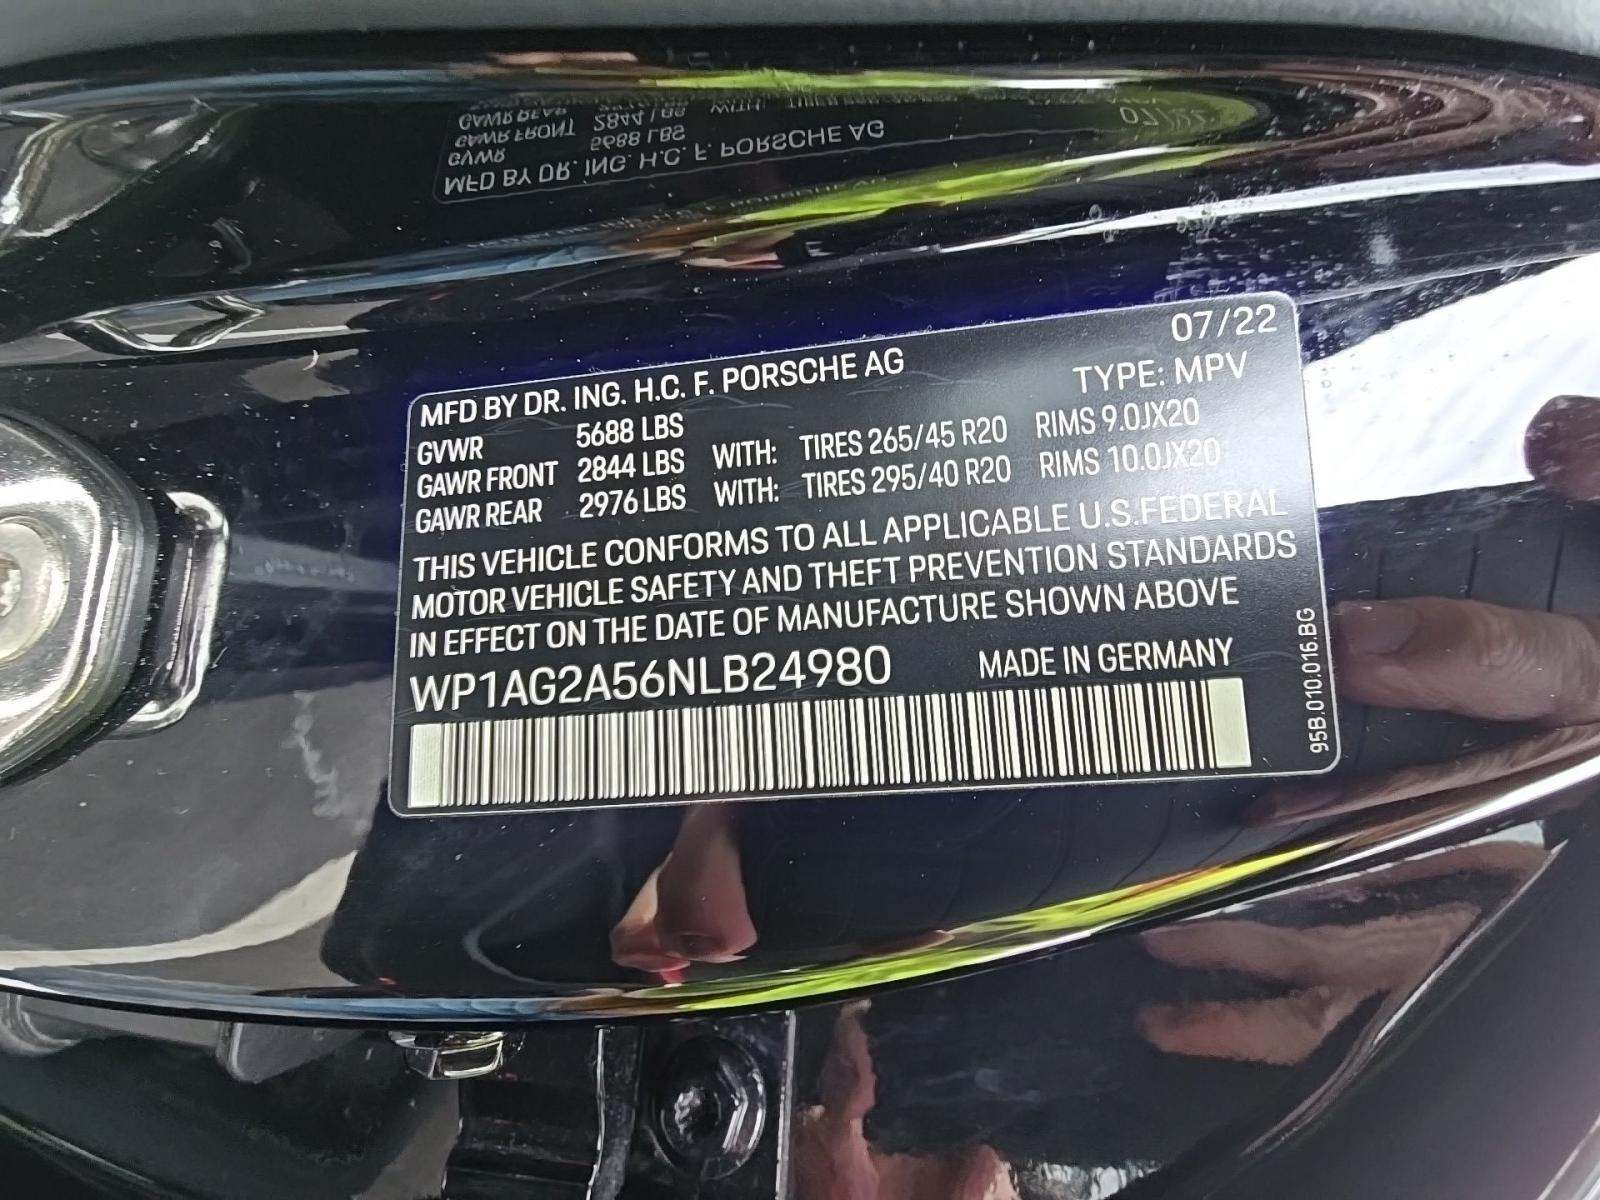 MFD BY DR. ING. H.C. F. PORSCHE AG 07/22
GVWR 5688 LBS TYPE: MPV
GAWR FRONT 2844 LBS WITH: TIRES 265/45 R20 RIMS 9.0JX20
GAWR REAR 2976 LBS WITH: TIRES 295/40 R20 RIMS 10.0JX20
THIS VEHICLE CONFORMS TO ALL APPLICABLE U.S.FEDERAL
MOTOR VEHICLE SAFETY AND THEFT PREVENTION STANDARDS
IN EFFECT ON THE DATE OF MANUFACTURE SHOWN ABOVE
WP1AG2A56NLB24980 MADE IN GERMANY
95B.010.016.BG